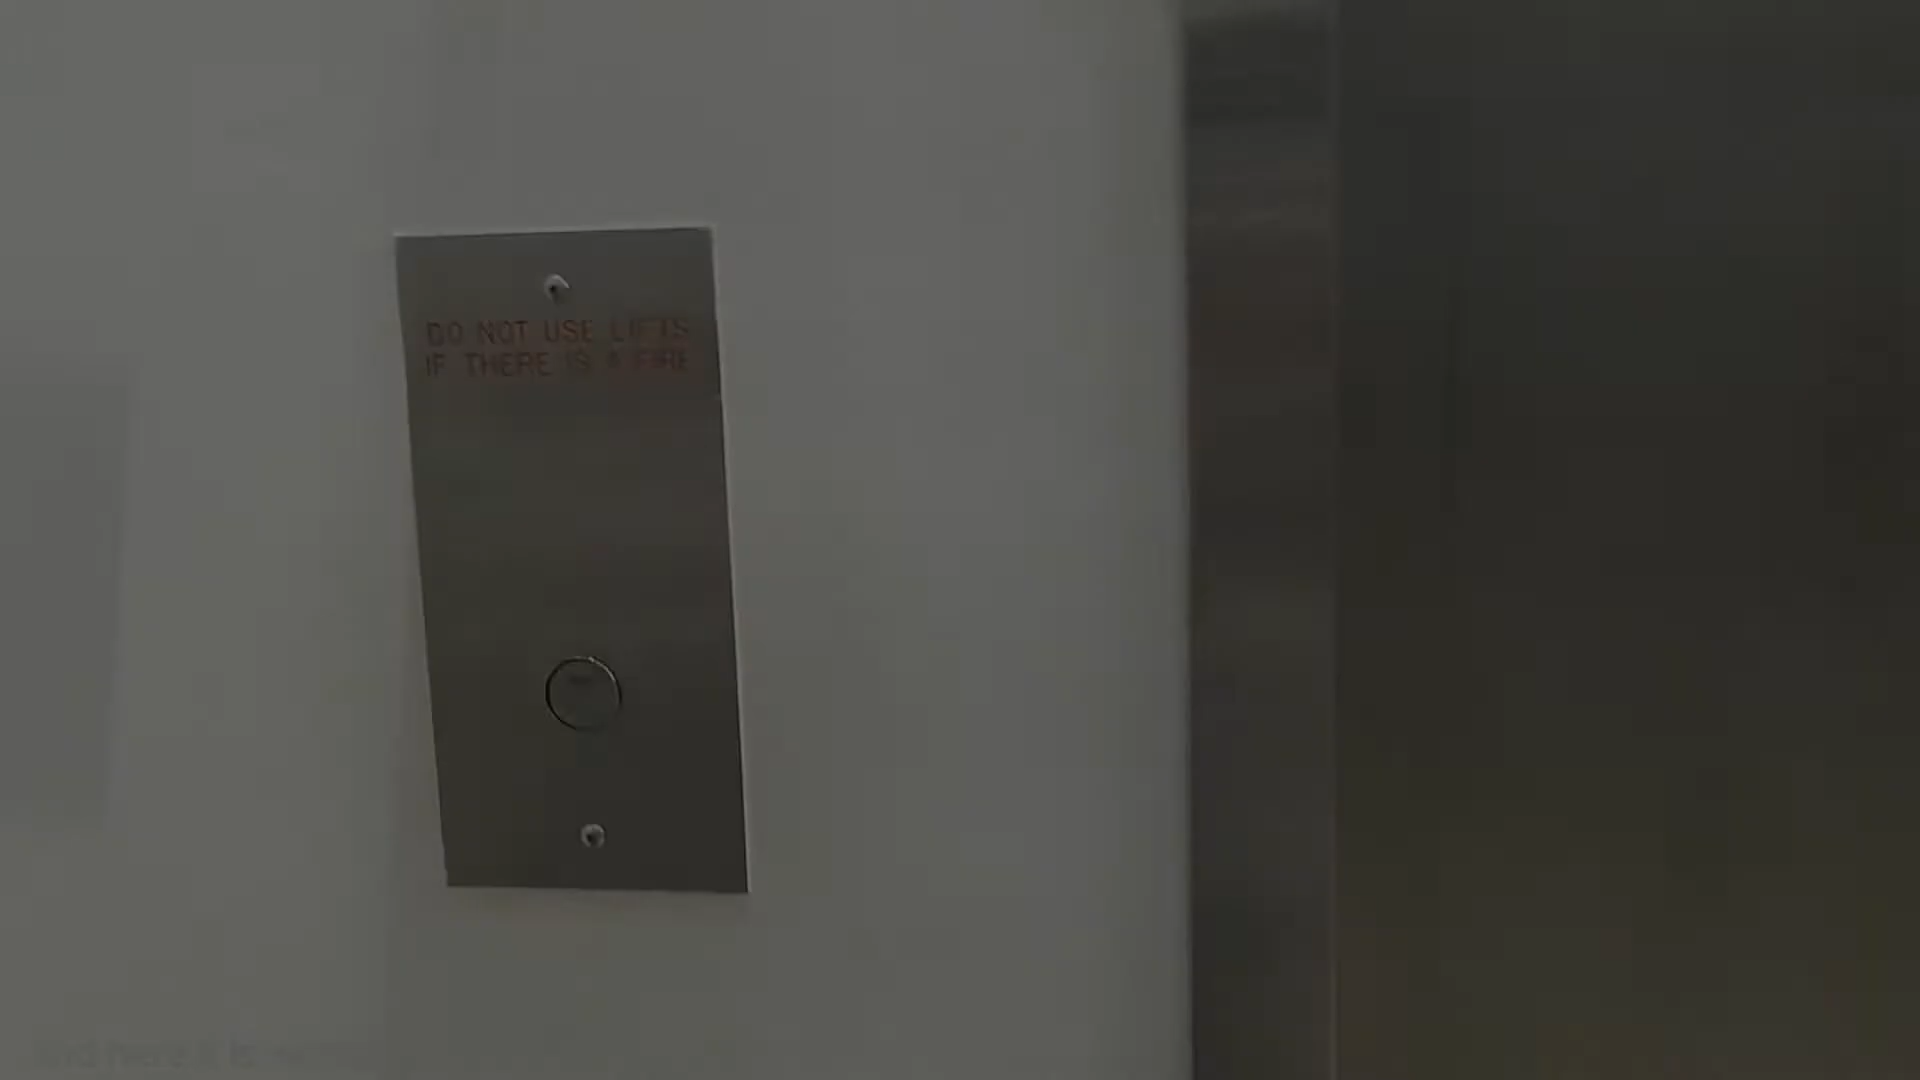 DO NOT USE LIFTS
IF THERE IS A FIRE